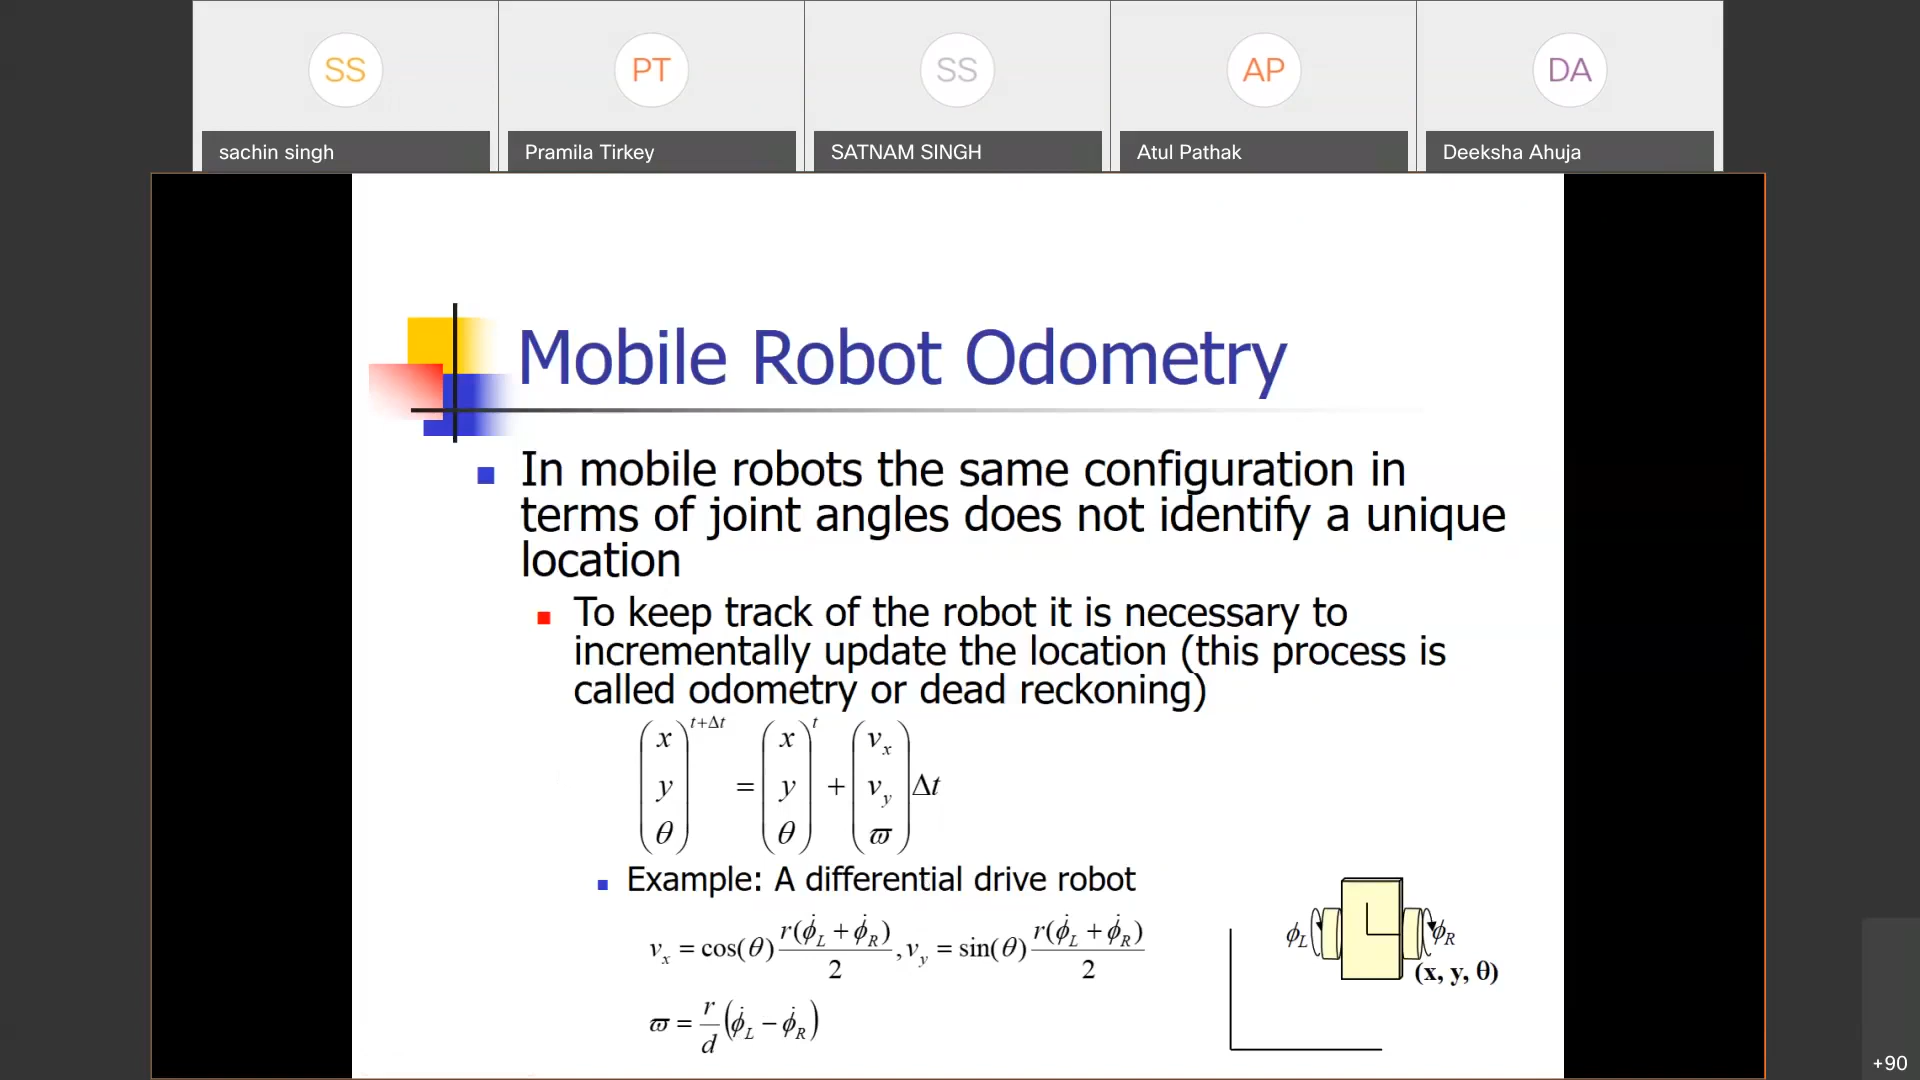 SS
PT
SS
AP
DA
sachin singh
Pramila Tirkey
SATNAM SINGH
Atul Pathak
Deeksha Ahuja
Mobile Robot Odometry
In mobile robots the same configuration in
terms of joint angles does not identify a unique
location
To keep track of the robot it is necessary to
incrementally update the location (this process is
called odometry or dead reckoning)
(x y θ)^{t+Δt} = (x y θ)^t + (v_x v_y ϖ) Δt
Example: A differential drive robot
v_x = cos(θ) r(ϕ̇_L + ϕ̇_R)/2 , v_y = sin(θ) r(ϕ̇_L + ϕ̇_R)/2
ϖ = r/d (ϕ̇_L − ϕ̇_R)
ϕ_L
ϕ_R
(x, y, θ)
+90